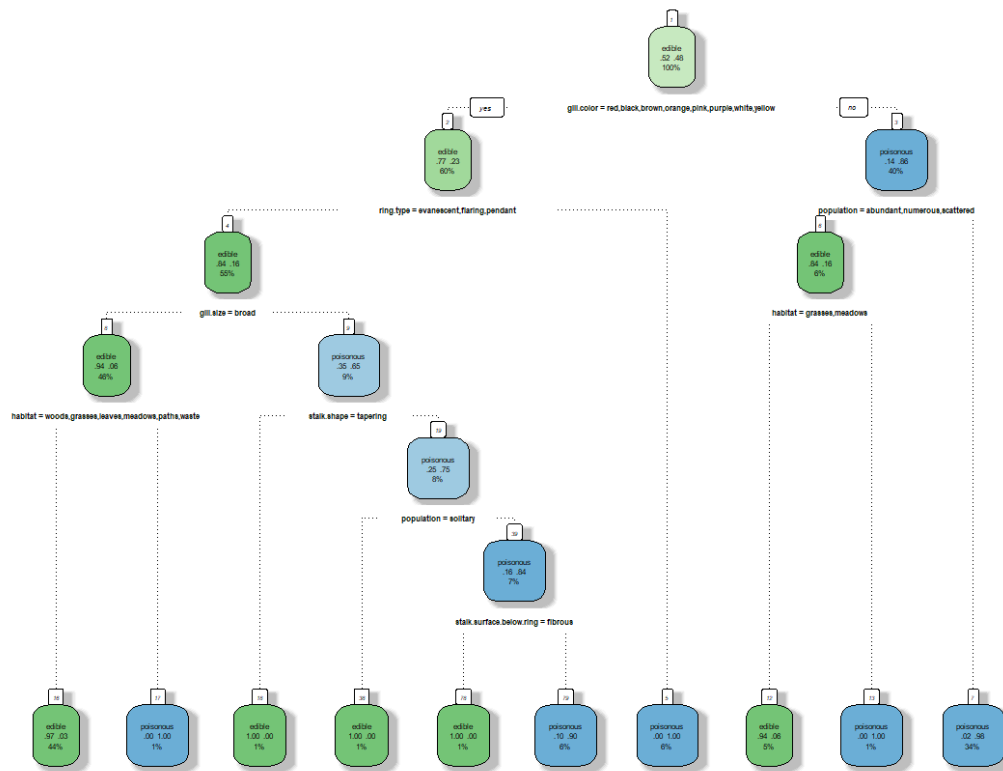 1
edible
.52 .48
100%
yes
gill.color = red,black,brown,orange,pink,purple,white,yellow
no
2
edible
.77 .23
60%
3
poisonous
.14 .86
40%
ring.type = evanescent,flaring,pendant
population = abundant,numerous,scattered
4
edible
.84 .16
55%
6
edible
.84 .16
6%
gill.size = broad
habitat = grasses,meadows
8
edible
.94 .06
46%
9
poisonous
.35 .65
9%
habitat = woods,grasses,leaves,meadows,paths,waste
stalk.shape = tapering
19
poisonous
.25 .75
8%
population = solitary
39
poisonous
.16 .84
7%
stalk.surface.below.ring = fibrous
16
edible
.97 .03
44%
17
poisonous
.00 1.00
1%
18
edible
1.00 .00
1%
38
edible
1.00 .00
1%
78
edible
1.00 .00
1%
79
poisonous
.10 .90
6%
5
poisonous
.00 1.00
6%
12
edible
.94 .06
5%
13
poisonous
.00 1.00
1%
7
poisonous
.02 .98
34%